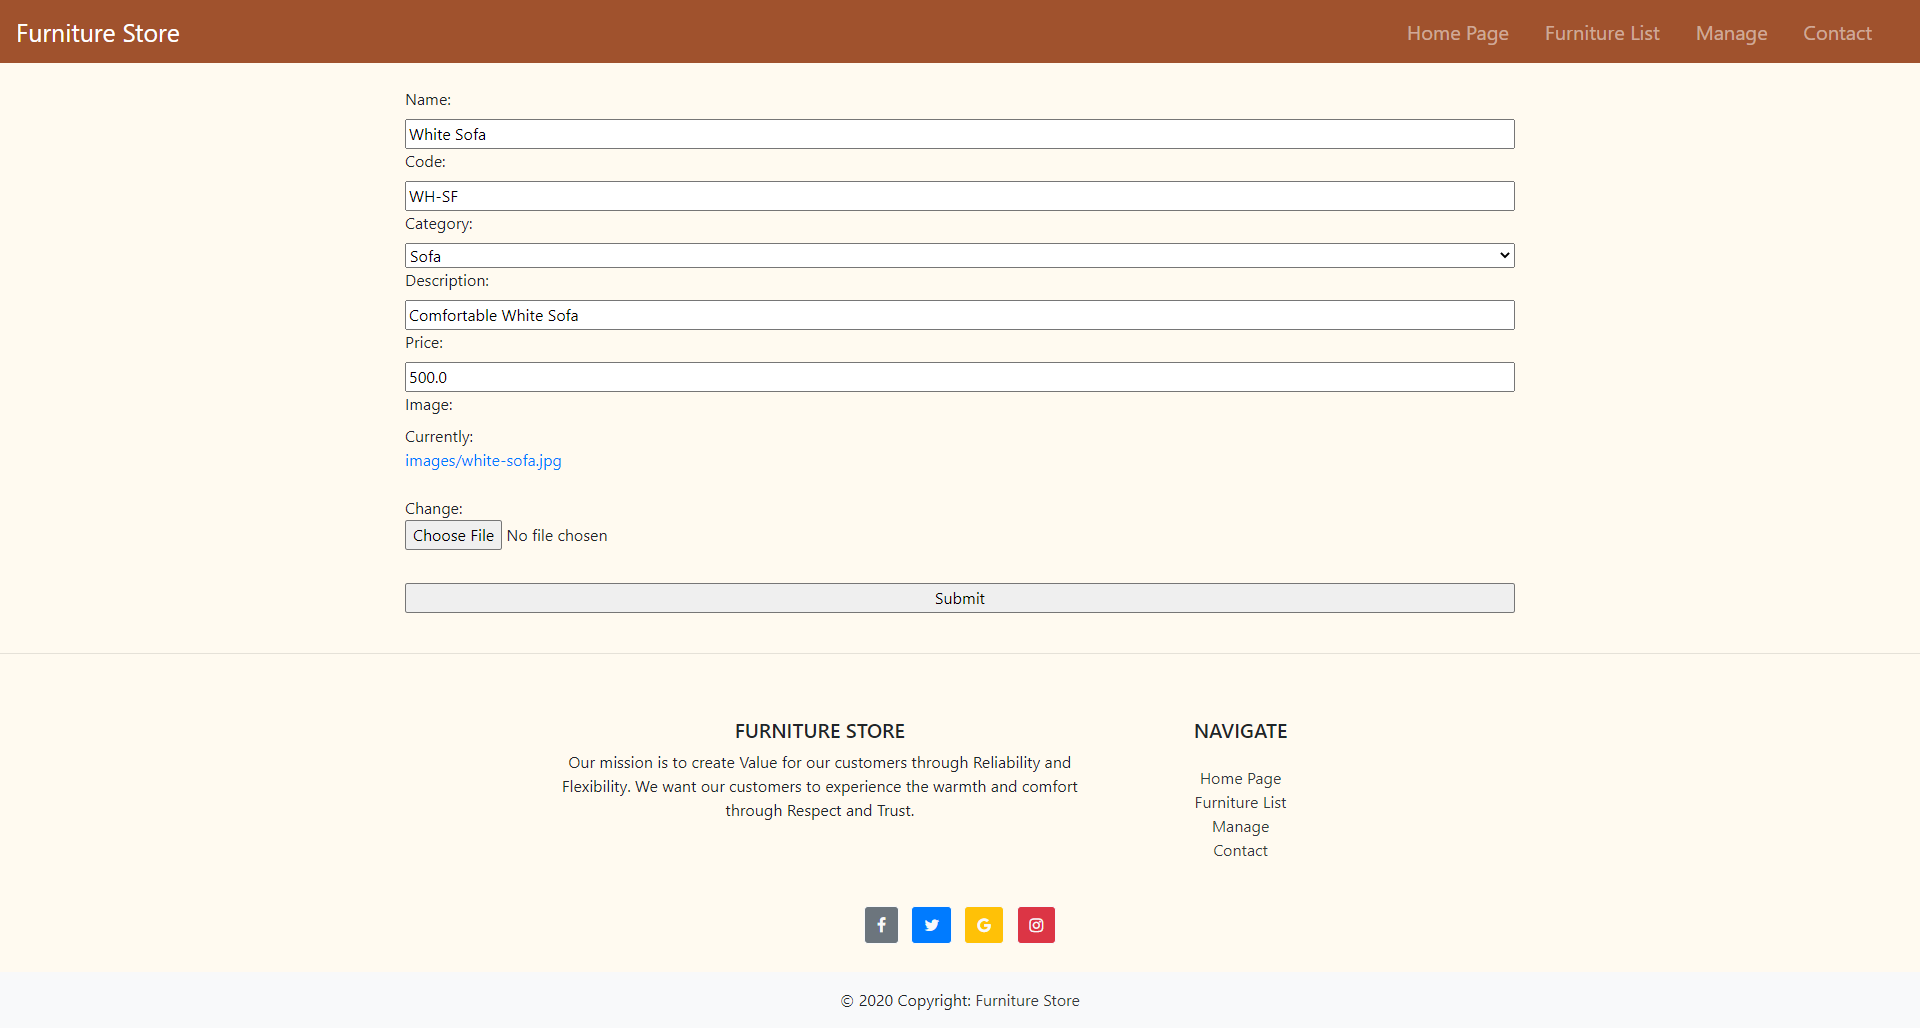 Furniture Store
Home Page
Furniture List
Manage
Contact
Name:
White Sofa
Code:
WH-SF
Category:
Sofa
Description:
Comfortable White Sofa
Price:
500.0
Image:
Currently:
images/white-sofa.jpg
Change:
Choose File No file chosen
Submit
FURNITURE STORE
Our mission is to create Value for our customers through Reliability and
Flexibility. We want our customers to experience the warmth and comfort
through Respect and Trust.
NAVIGATE
Home Page
Furniture List
Manage
Contact
© 2020 Copyright: Furniture Store